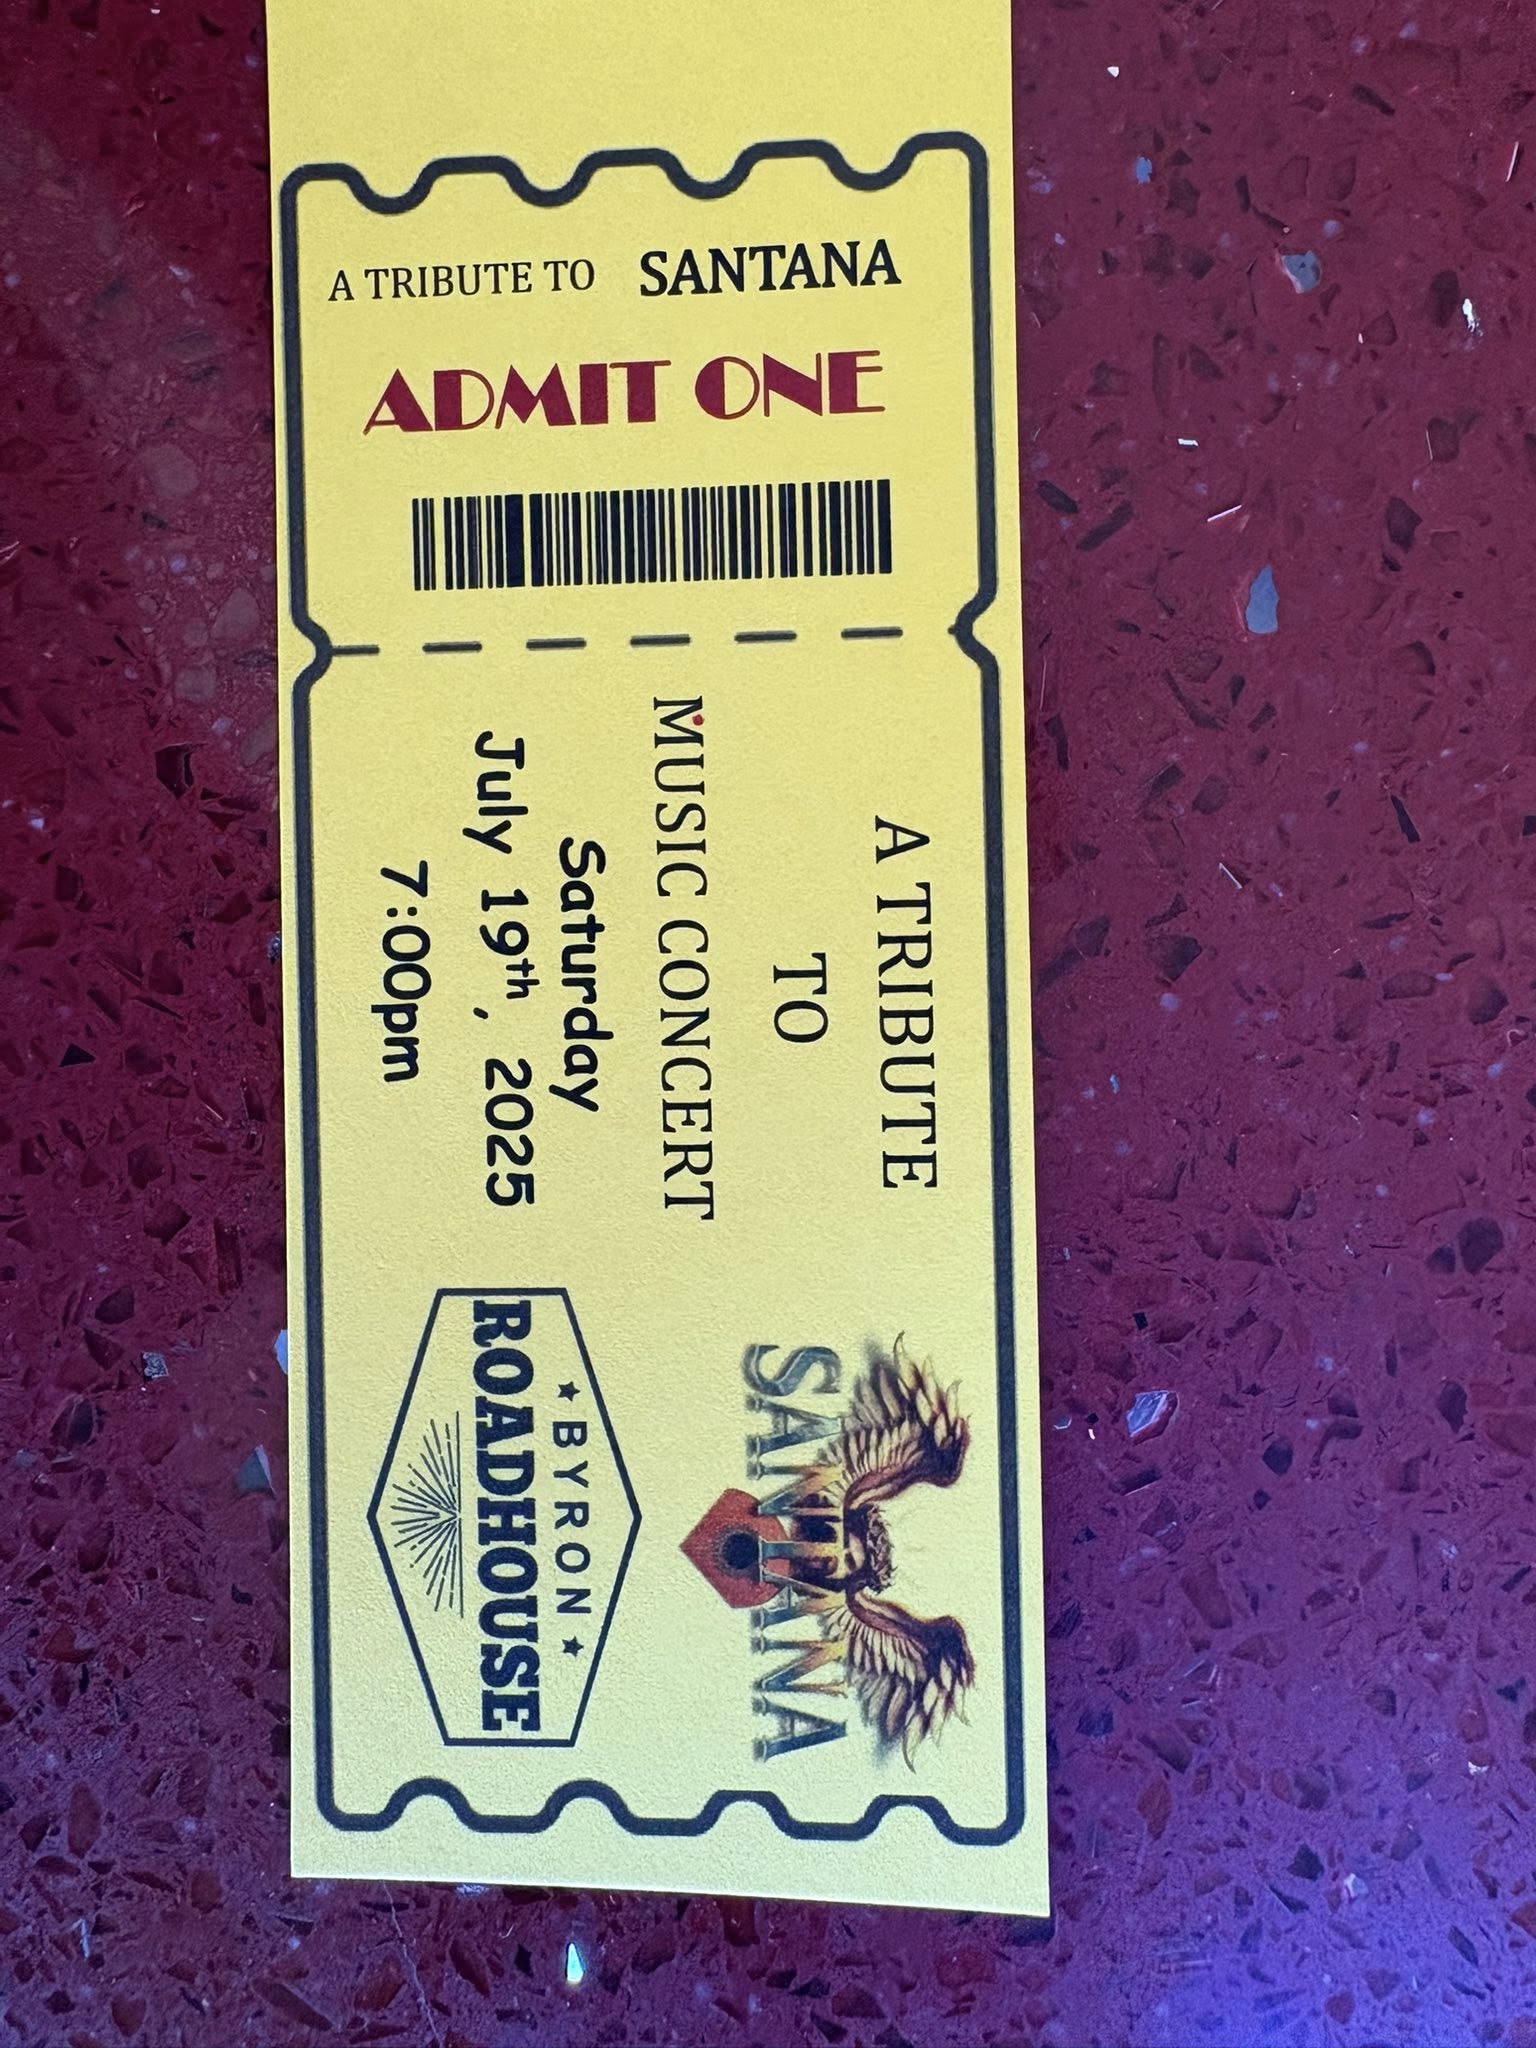 A TRIBUTE TO SANTANA
ADMIT ONE
A TRIBUTE
TO
MUSIC CONCERT
Saturday
July 19th, 2025
7:00pm
SANTANA
★ BYRON ★
ROADHOUSE